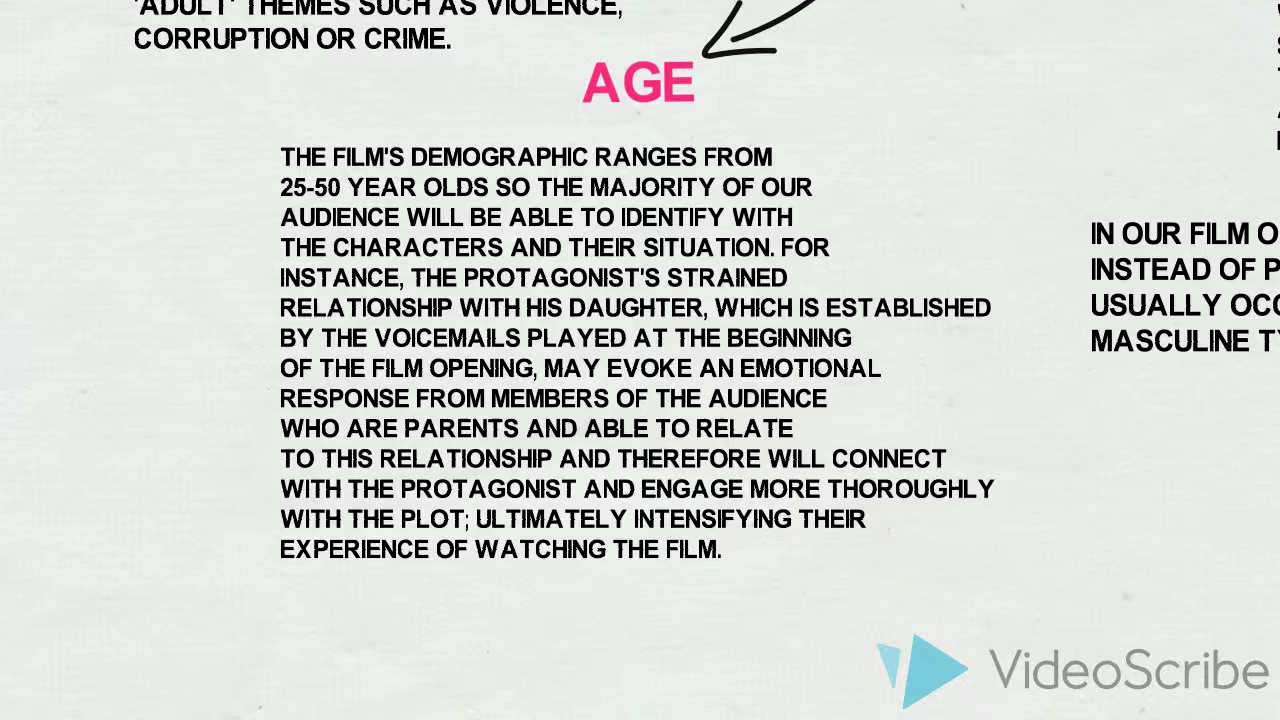 'ADULT' THEMES SUCH AS VIOLENCE,
CORRUPTION OR CRIME.
AGE
THE FILM'S DEMOGRAPHIC RANGES FROM
25-50 YEAR OLDS SO THE MAJORITY OF OUR
AUDIENCE WILL BE ABLE TO IDENTIFY WITH
THE CHARACTERS AND THEIR SITUATION. FOR
INSTANCE, THE PROTAGONIST'S STRAINED
RELATIONSHIP WITH HIS DAUGHTER, WHICH IS ESTABLISHED
BY THE VOICEMAILS PLAYED AT THE BEGINNING
OF THE FILM OPENING, MAY EVOKE AN EMOTIONAL
RESPONSE FROM MEMBERS OF THE AUDIENCE
WHO ARE PARENTS AND ABLE TO RELATE
TO THIS RELATIONSHIP AND THEREFORE WILL CONNECT
WITH THE PROTAGONIST AND ENGAGE MORE THOROUGHLY
WITH THE PLOT; ULTIMATELY INTENSIFYING THEIR
EXPERIENCE OF WATCHING THE FILM.
IN OUR FILM
INSTEAD OF
USUALLY
MASCULINE
VideoScribe